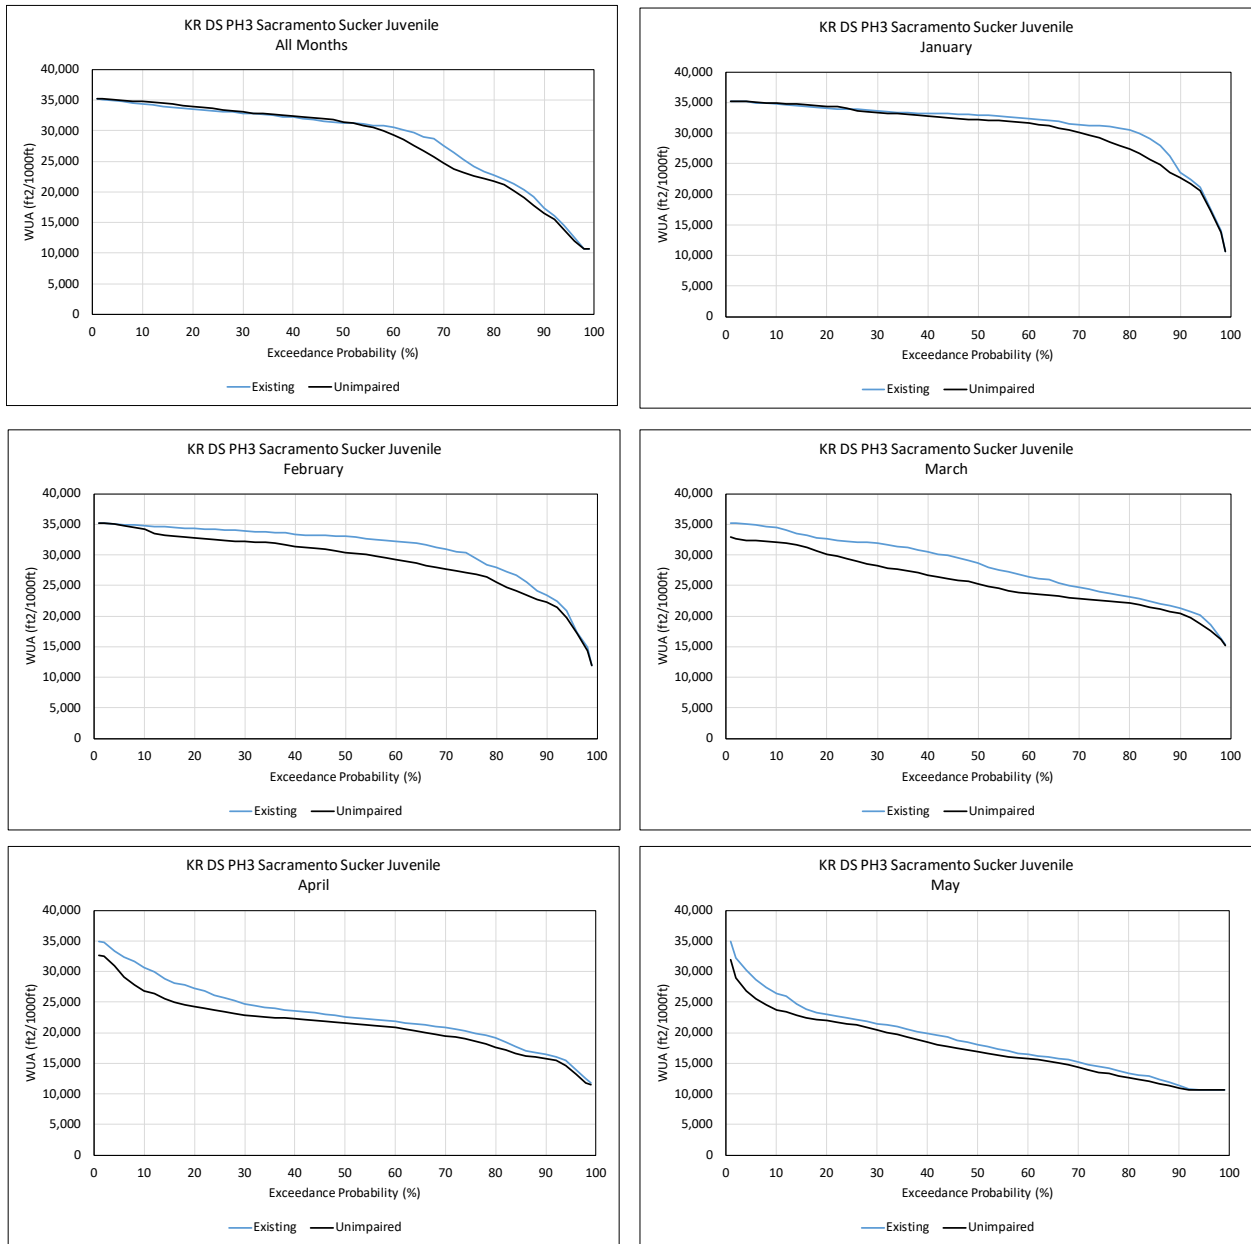 KR DS PH3 Sacramento Sucker Juvenile
All Months
40,000
35,000
30,000
25,000
20,000
15,000
10,000
5,000
0
WUA (ft2/1000ft)
0 10 20 30 40 50 60 70 80 90 100
Exceedance Probability (%)
Existing Unimpaired
KR DS PH3 Sacramento Sucker Juvenile
January
40,000
35,000
30,000
25,000
20,000
15,000
10,000
5,000
0
WUA (ft2/1000ft)
0 10 20 30 40 50 60 70 80 90 100
Exceedance Probability (%)
Existing Unimpaired
KR DS PH3 Sacramento Sucker Juvenile
February
40,000
35,000
30,000
25,000
20,000
15,000
10,000
5,000
0
WUA (ft2/1000ft)
0 10 20 30 40 50 60 70 80 90 100
Exceedance Probability (%)
Existing Unimpaired
KR DS PH3 Sacramento Sucker Juvenile
March
40,000
35,000
30,000
25,000
20,000
15,000
10,000
5,000
0
WUA (ft2/1000ft)
0 10 20 30 40 50 60 70 80 90 100
Exceedance Probability (%)
Existing Unimpaired
KR DS PH3 Sacramento Sucker Juvenile
April
40,000
35,000
30,000
25,000
20,000
15,000
10,000
5,000
0
WUA (ft2/1000ft)
0 10 20 30 40 50 60 70 80 90 100
Exceedance Probability (%)
Existing Unimpaired
KR DS PH3 Sacramento Sucker Juvenile
May
40,000
35,000
30,000
25,000
20,000
15,000
10,000
5,000
0
WUA (ft2/1000ft)
0 10 20 30 40 50 60 70 80 90 100
Exceedance Probability (%)
Existing Unimpaired